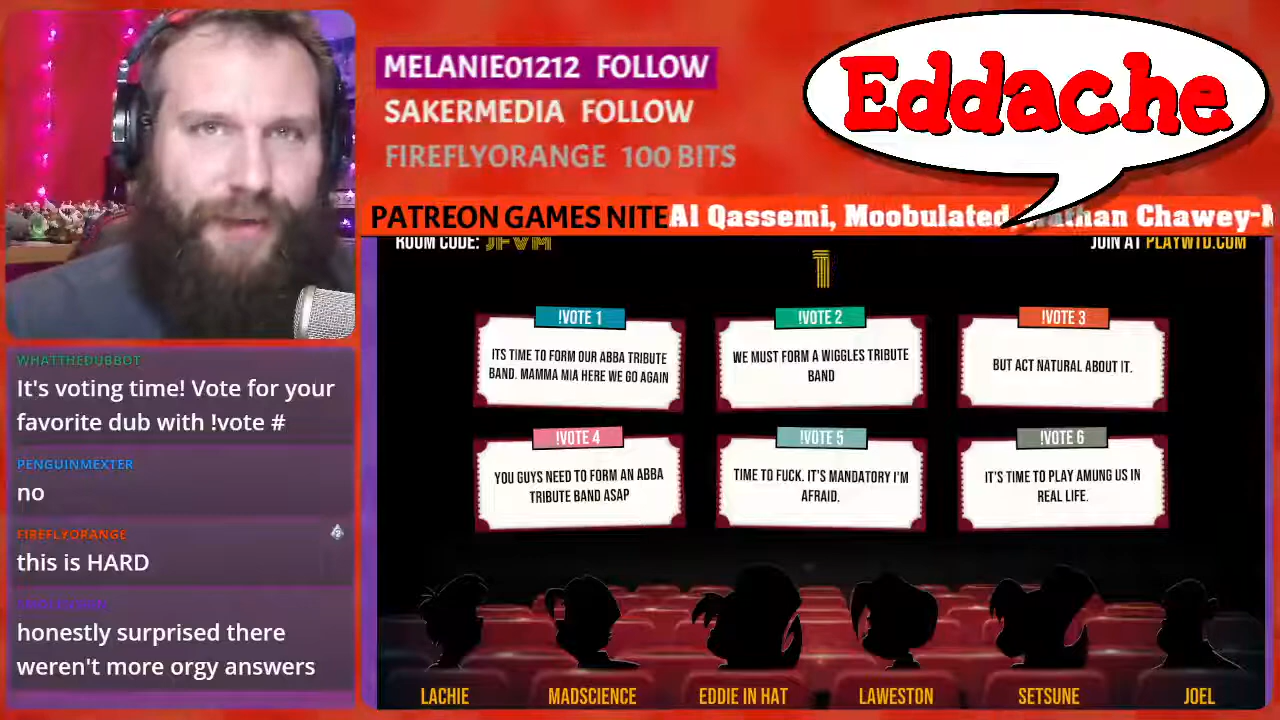 MELANIE01212 FOLLOW
SAKERMEDIA FOLLOW
FIREFLYORANGE 100 BITS
Eddache
PATREON GAMES NITE
Al Qassemi, Moobulated, Nathan Chawey-
ROOM CODE: JFVM
JOIN AT PLAYWTD.COM
1
!VOTE 1
ITS TIME TO FORM OUR ABBA TRIBUTE
BAND. MAMMA MIA HERE WE GO AGAIN
!VOTE 2
WE MUST FORM A WIGGLES TRIBUTE
BAND
!VOTE 3
BUT ACT NATURAL ABOUT IT.
!VOTE 4
YOU GUYS NEED TO FORM AN ABBA
TRIBUTE BAND ASAP
!VOTE 5
TIME TO FUCK. IT'S MANDATORY I'M
AFRAID.
!VOTE 6
IT'S TIME TO PLAY AMUNG US IN
REAL LIFE.
LACHIE
MADSCIENCE
EDDIE IN HAT
LAWESTON
SETSUNE
JOEL
WHATTHEDUBBOT
It's voting time! Vote for your
favorite dub with !vote #
PENGUINMEXTER
no
FIREFLYORANGE
this is HARD
honestly surprised there
weren't more orgy answers